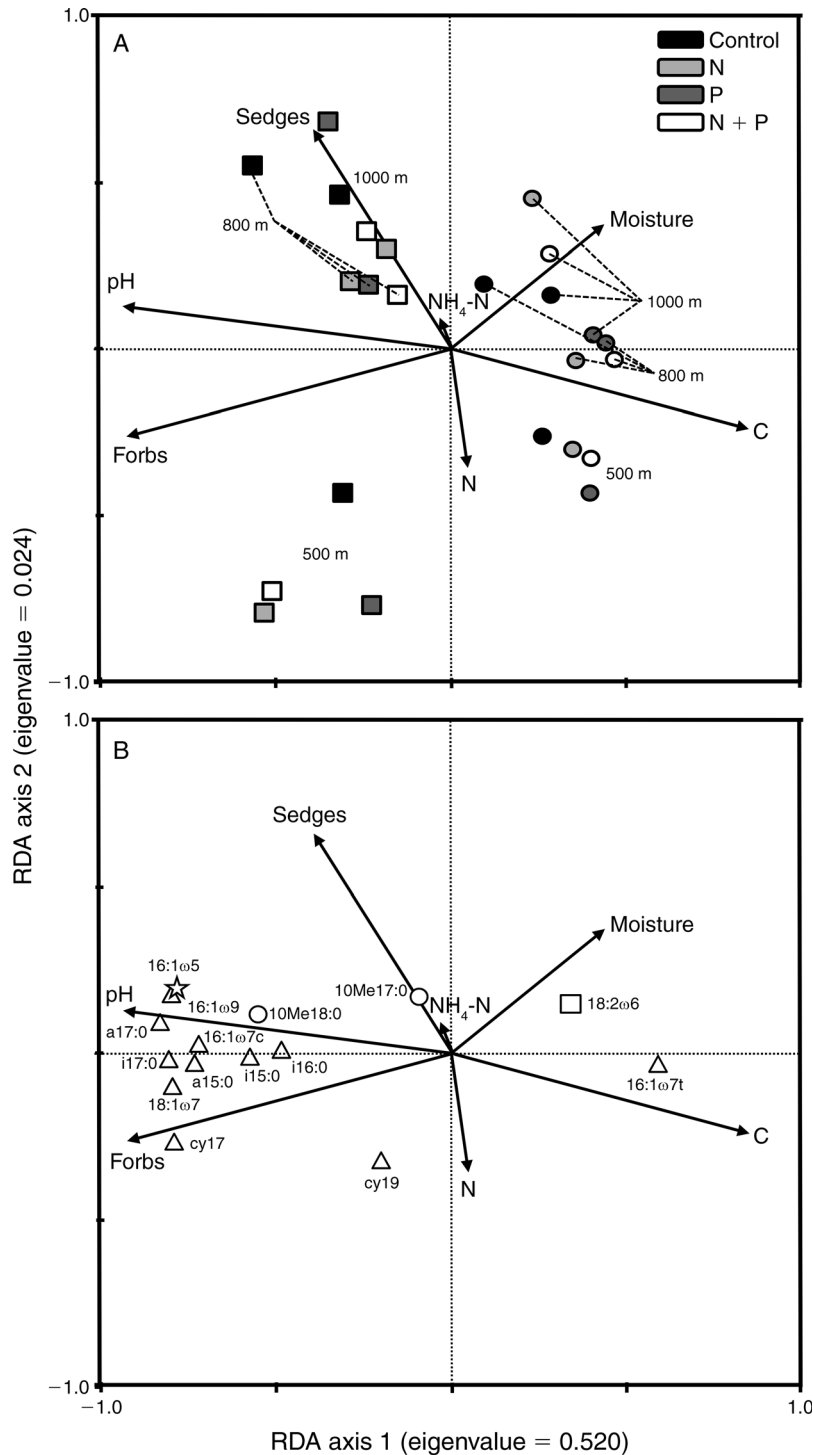 1.0
A
Control
N
P
N + P
Sedges
1000 m
Moisture
800 m
pH
NH4-N
1000 m
800 m
C
Forbs
N
500 m
500 m
−1.0
RDA axis 2 (eigenvalue = 0.024)
1.0
B
Sedges
Moisture
16:1ω5
pH
16:1ω9
10Me18:0
10Me17:0
NH4-N
18:2ω6
a17:0
16:1ω7c
i17:0
a15:0
i15:0
i16:0
16:1ω7t
18:1ω7
C
Forbs
cy17
cy19
N
−1.0
−1.0
1.0
RDA axis 1 (eigenvalue = 0.520)